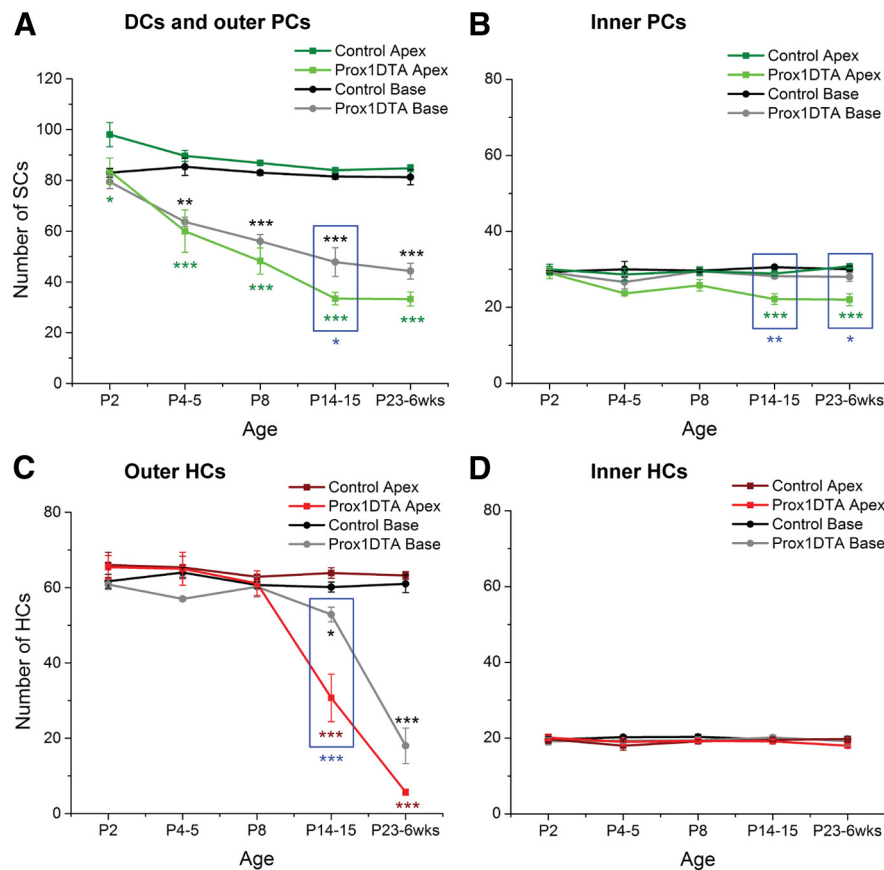 A
DCs and outer PCs
Control Apex
Prox1DTA Apex
Control Base
Prox1DTA Base
Number of SCs
120
100
80
60
40
20
0
*
**
***
***
***
***
***
*
***
***
P2
P4-5
P8
P14-15
P23-6wks
Age
B
Inner PCs
Control Apex
Prox1DTA Apex
Control Base
Prox1DTA Base
80
60
40
20
0
***
**
***
*
P2
P4-5
P8
P14-15
P23-6wks
Age
C
Outer HCs
Control Apex
Prox1DTA Apex
Control Base
Prox1DTA Base
Number of HCs
80
60
40
20
0
*
***
***
***
***
P2
P4-5
P8
P14-15
P23-6wks
Age
D
Inner HCs
Control Apex
Prox1DTA Apex
Control Base
Prox1DTA Base
80
60
40
20
0
P2
P4-5
P8
P14-15
P23-6wks
Age